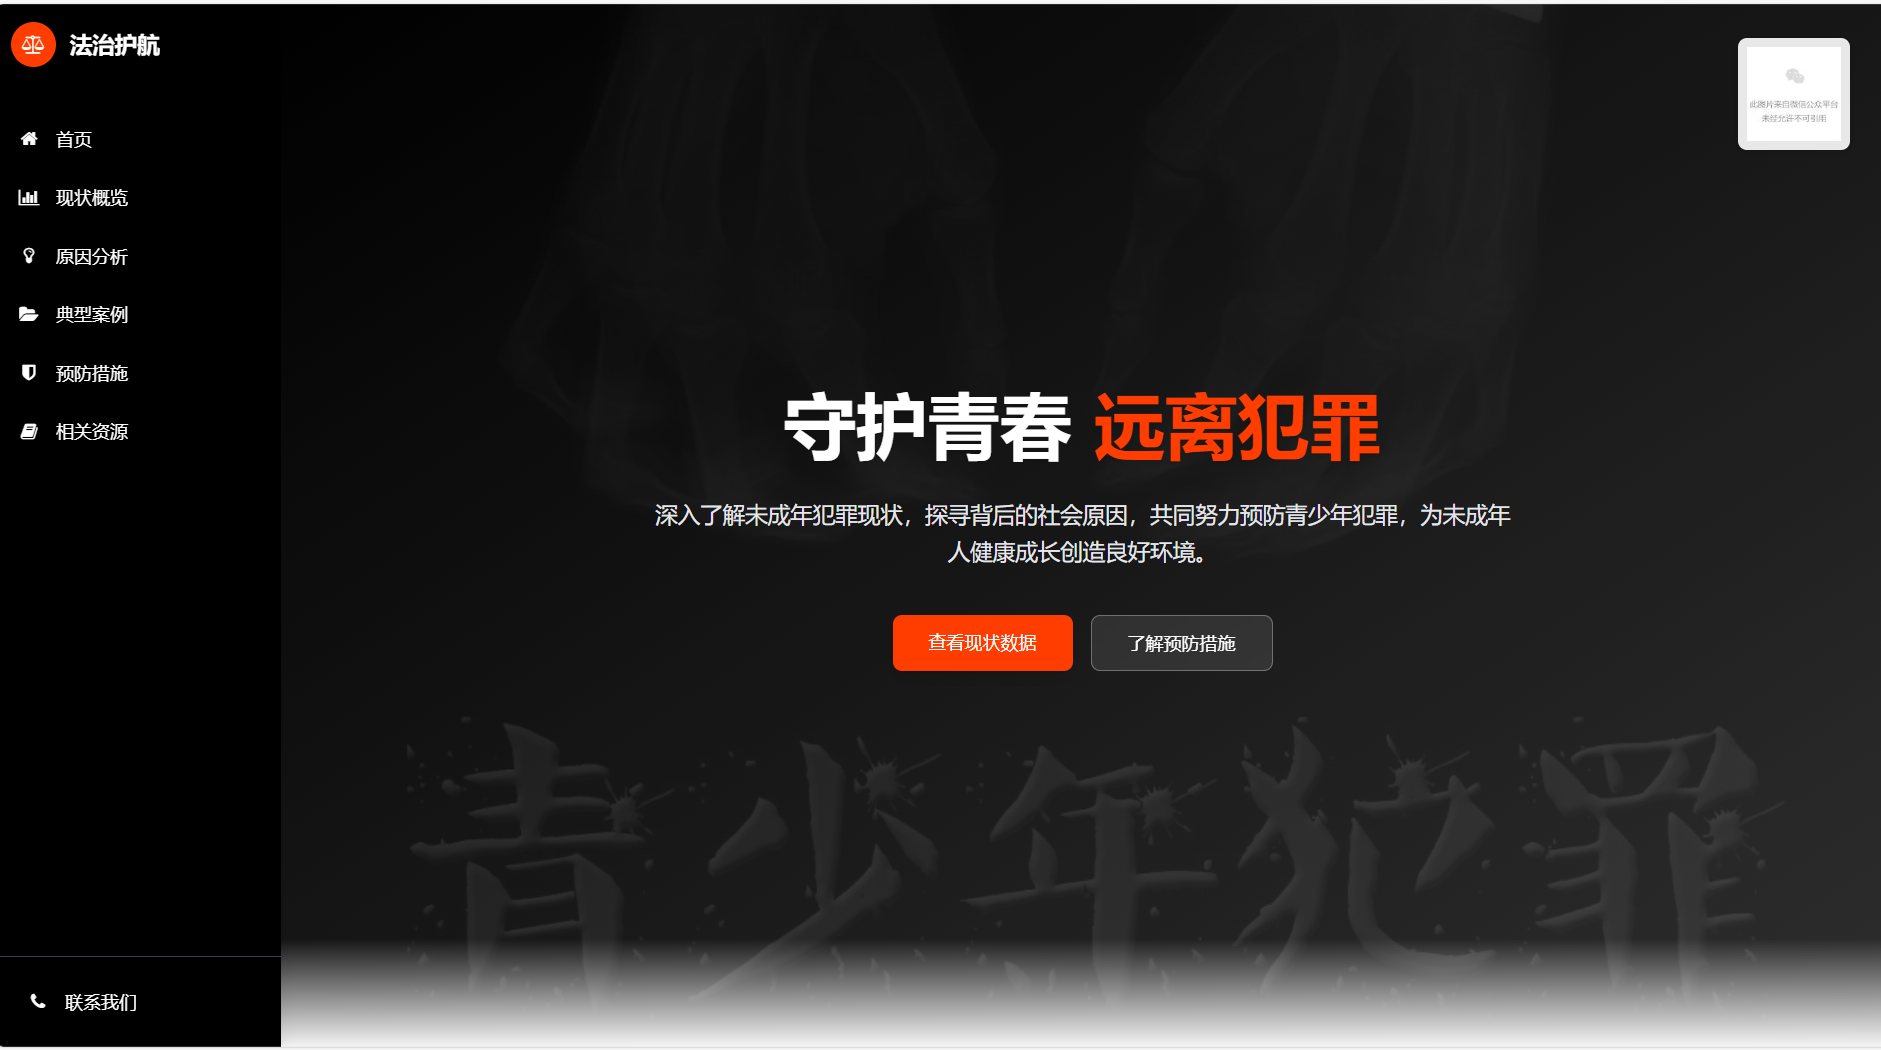 法治护航
首页
现状概览
原因分析
典型案例
预防措施
相关资源
联系我们
此图片来自微信公众平台
未经允许不可引用
守护青春 远离犯罪
深入了解未成年犯罪现状，探寻背后的社会原因，共同努力预防青少年犯罪，为未成年
人健康成长创造良好环境。
查看现状数据
了解预防措施
青少年犯罪